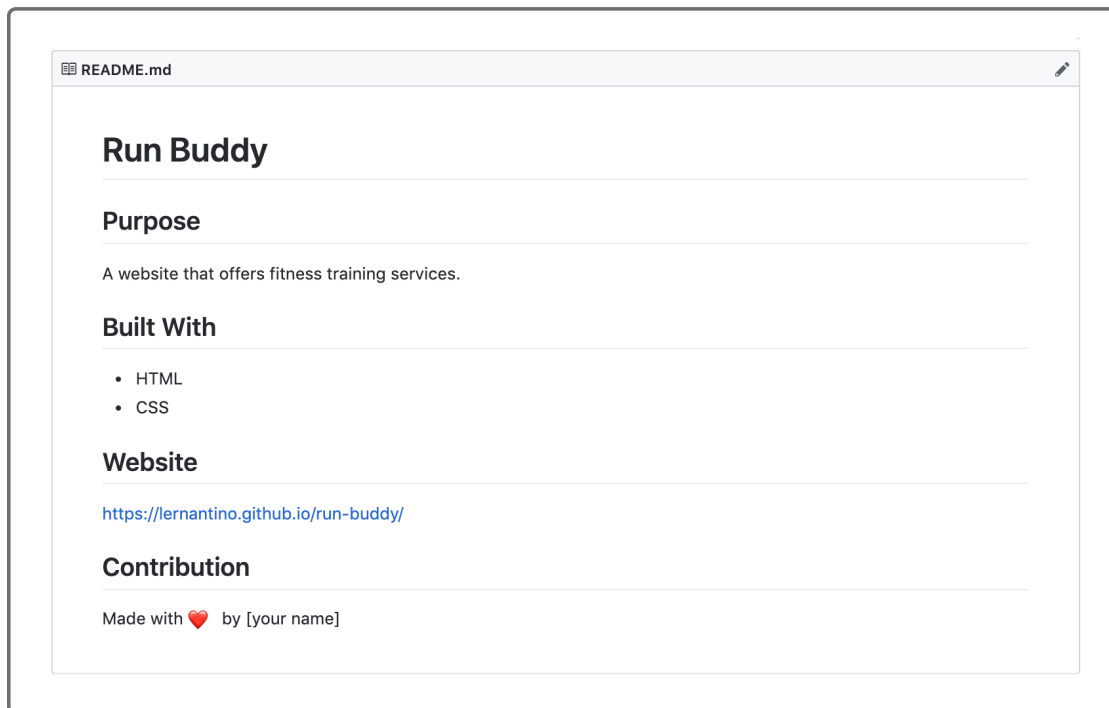 README.md
Run Buddy
Purpose
A website that offers fitness training services.
Built With
• HTML
• CSS
Website
https://lernantino.github.io/run-buddy/
Contribution
Made with ❤️ by [your name]